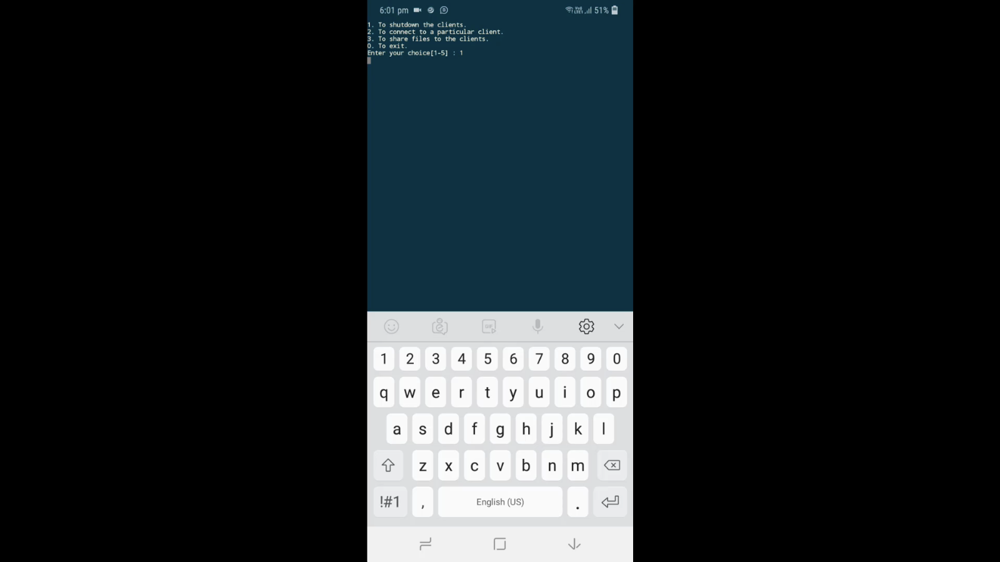 6:01 pm 51%
1. To shutdown the clients.
2. To connect to a particular client.
3. To share files to the clients.
0. To exit.
Enter your choice[1-5] : 1
GIF
1 2 3 4 5 6 7 8 9 0
q w e r t y u i o p
a s d f g h j k l
z x c v b n m
!#1 , English (US) .